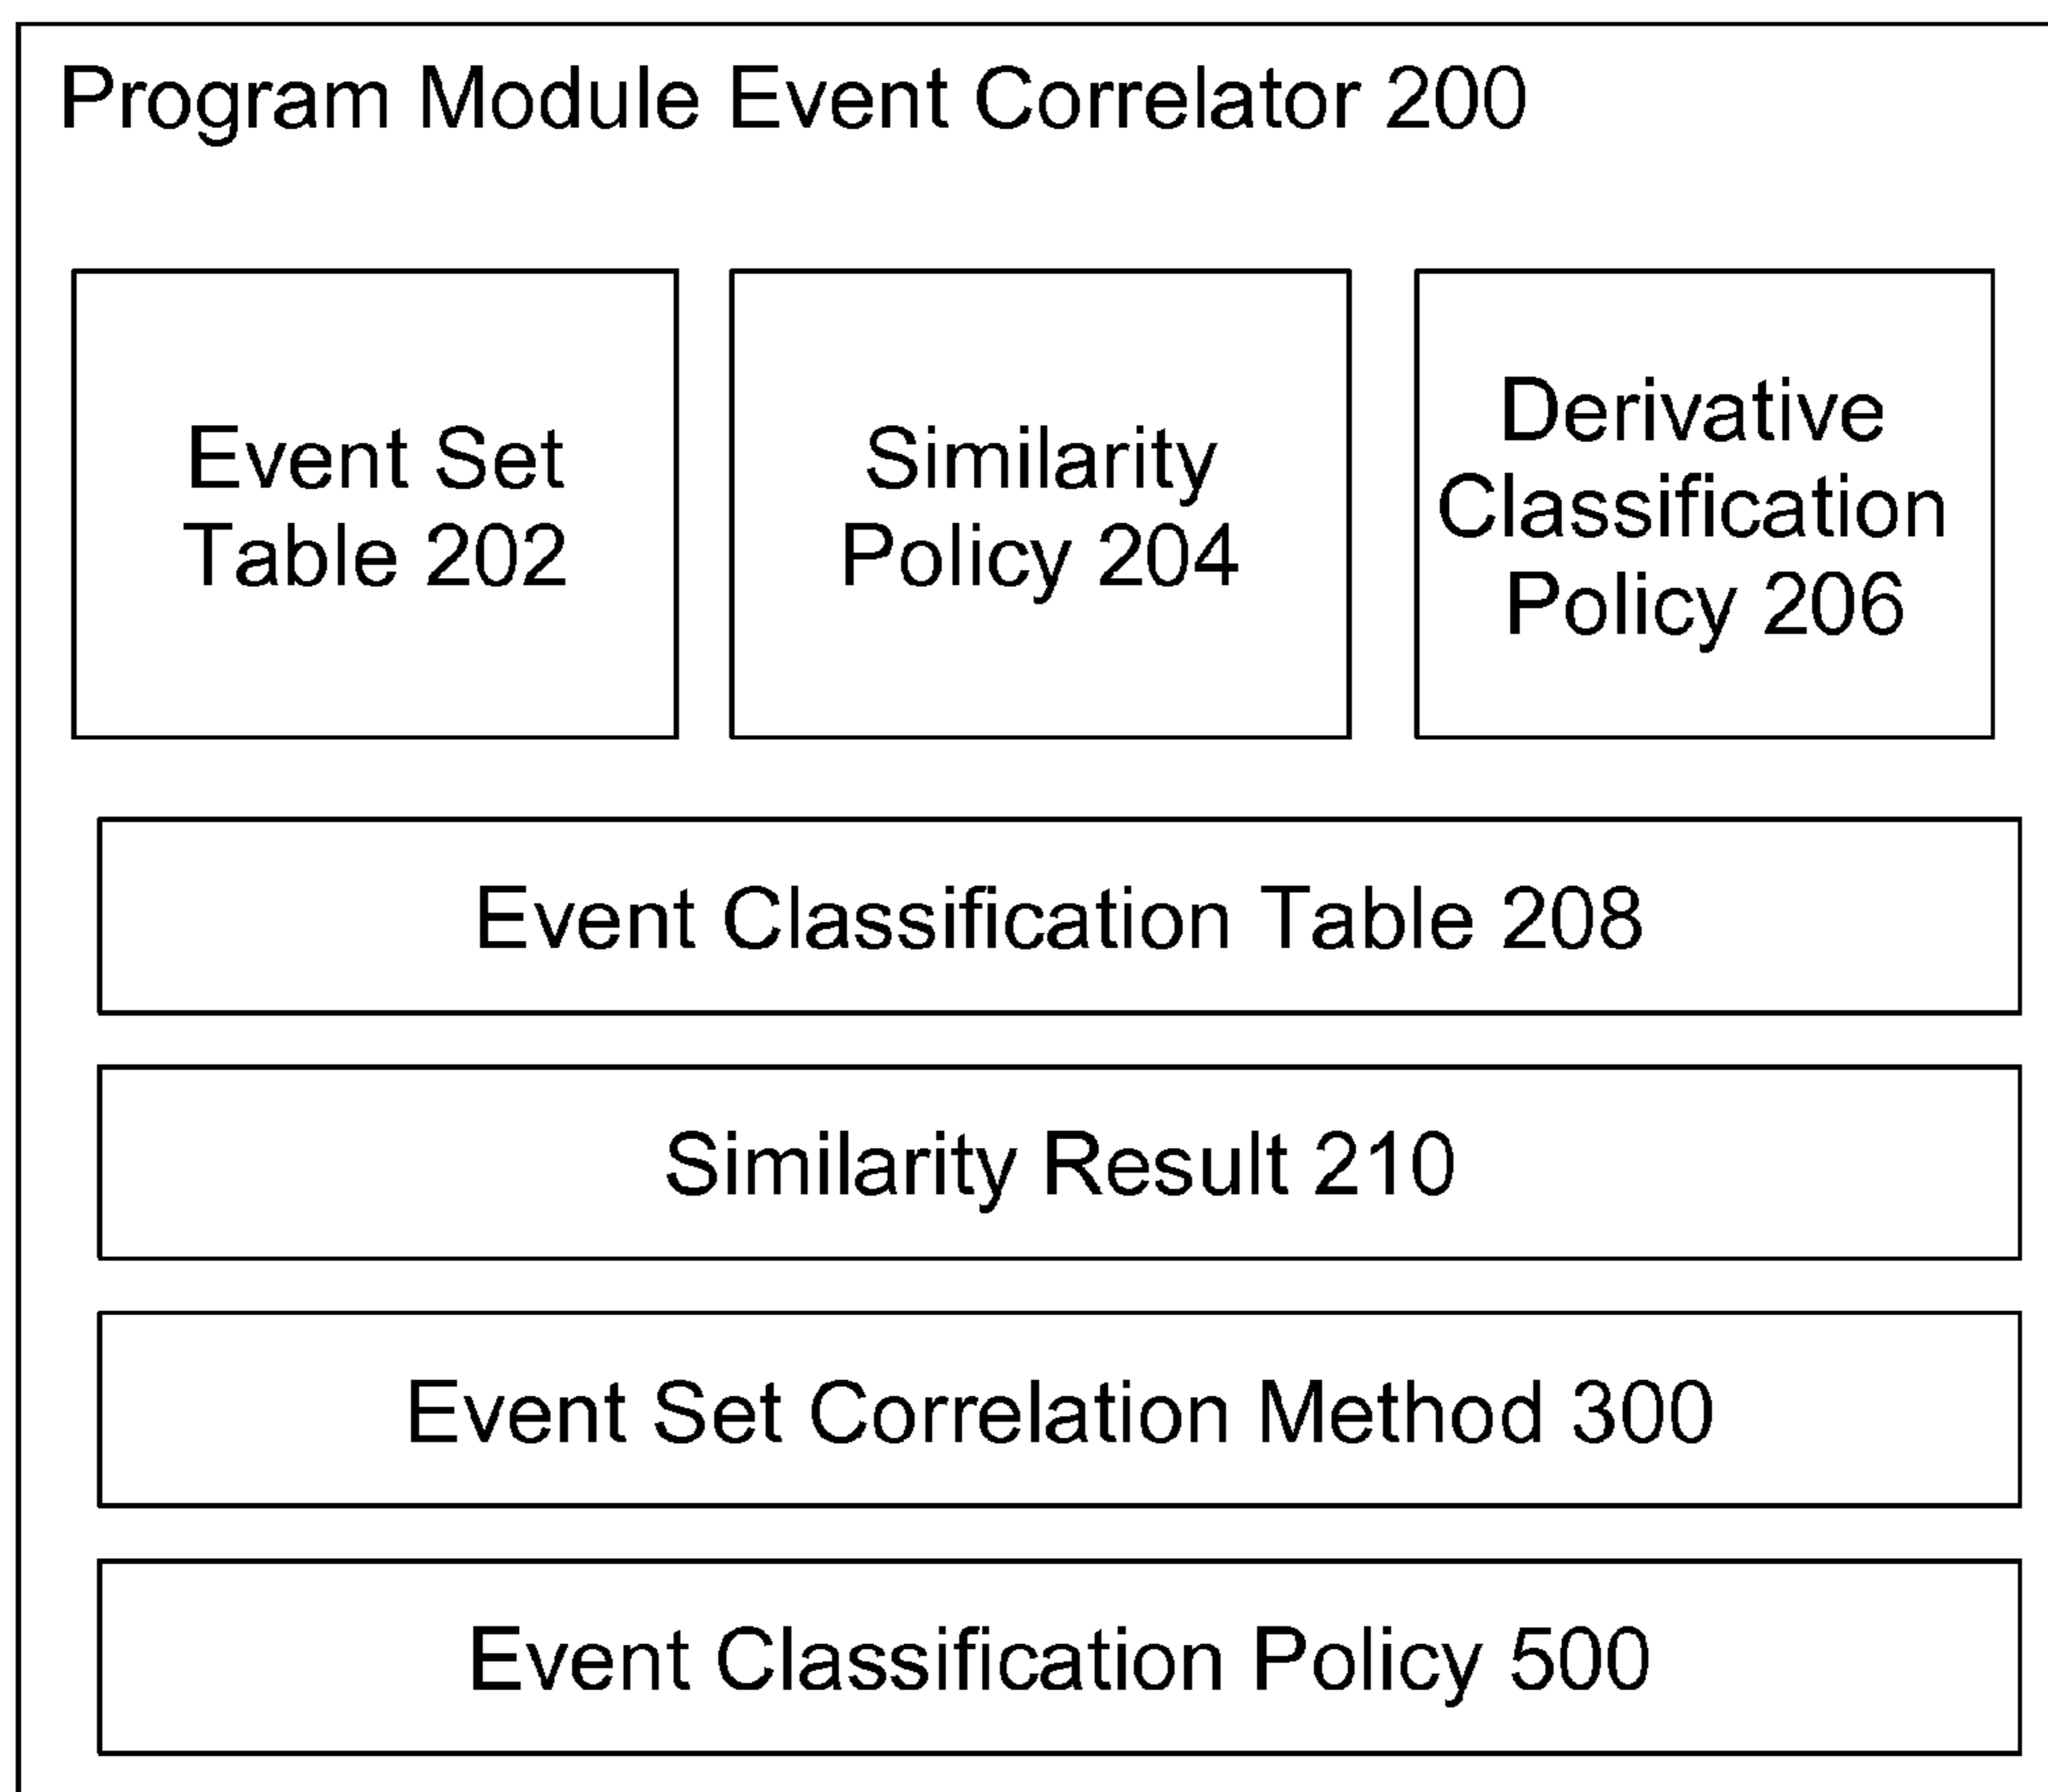 Program Module Event Correlator 200
Event Set
Table 202
Similarity
Policy 204
Derivative
Classification
Policy 206
Event Classification Table 208
Similarity Result 210
Event Set Correlation Method 300
Event Classification Policy 500